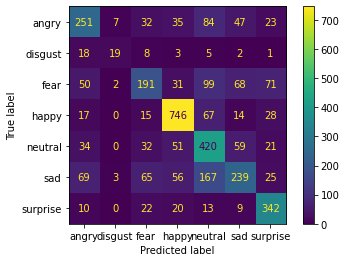 True label
angry 251 7 32 35 84 47 23
disgust 18 19 8 3 5 2 1
fear 50 2 191 31 99 68 71
happy 17 0 15 746 67 14 28
neutral 34 0 32 51 420 59 21
sad 69 3 65 56 167 239 25
surprise 10 0 22 20 13 9 342
angry disgust fear happy neutral sad surprise
Predicted label
700
600
500
400
300
200
100
0